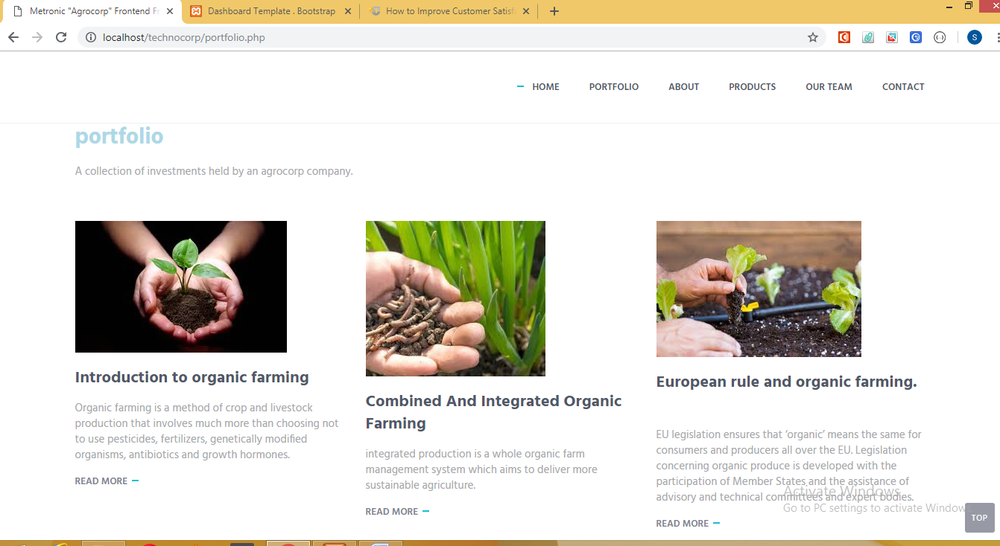 Metronic "Agrocorp" Frontend Fr
Dashboard Template . Bootstrap
How to Improve Customer Satisfa
localhost/technocorp/portfolio.php
S
HOME PORTFOLIO ABOUT PRODUCTS OUR TEAM CONTACT
portfolio
A collection of investments held by an agrocorp company.
Introduction to organic farming
Organic farming is a method of crop and livestock
production that involves much more than choosing not
to use pesticides, fertilizers, genetically modified
organisms, antibiotics and growth hormones.
READ MORE
Combined And Integrated Organic
Farming
integrated production is a whole organic farm
management system which aims to deliver more
sustainable agriculture.
READ MORE
European rule and organic farming.
EU legislation ensures that ‘organic’ means the same for
consumers and producers all over the EU. Legislation
concerning organic produce is developed with the
participation of Member States and the assistance of
advisory and technical committees and expert bodies.
READ MORE
Activate Windows
Go to PC settings to activate Windows
TOP